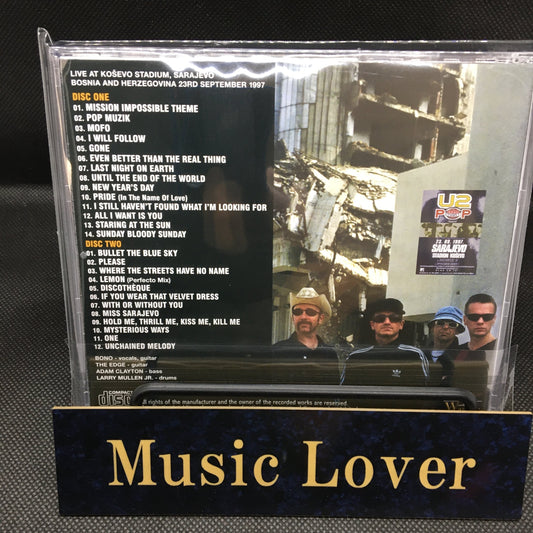 LIVE AT KOŠEVO STADIUM, SARAJEVO
BOSNIA AND HERZEGOVINA 23RD SEPTEMBER 1997
DISC ONE
01. MISSION IMPOSSIBLE THEME
02. POP MUZIK
03. MOFO
04. I WILL FOLLOW
05. GONE
06. EVEN BETTER THAN THE REAL THING
07. LAST NIGHT ON EARTH
08. UNTIL THE END OF THE WORLD
09. NEW YEAR'S DAY
10. PRIDE (In The Name Of Love)
11. I STILL HAVEN'T FOUND WHAT I'M LOOKING FOR
12. ALL I WANT IS YOU
13. STARING AT THE SUN
14. SUNDAY BLOODY SUNDAY
DISC TWO
01. BULLET THE BLUE SKY
02. PLEASE
03. WHERE THE STREETS HAVE NO NAME
04. LEMON (Perfecto Mix)
05. DISCOTHÈQUE
06. IF YOU WEAR THAT VELVET DRESS
07. WITH OR WITHOUT YOU
08. MISS SARAJEVO
09. HOLD ME, THRILL ME, KISS ME, KILL ME
10. MYSTERIOUS WAYS
11. ONE
12. UNCHAINED MELODY
BONO - vocals, guitar
THE EDGE - guitar
ADAM CLAYTON - bass
LARRY MULLEN JR. - drums
U2
POP
23. 09. 1997
SARAJEVO
STADION KOŠEVO
COMPACT
disc
All rights of the manufacturer and the owner of the recorded works are reseived.
Music Lover